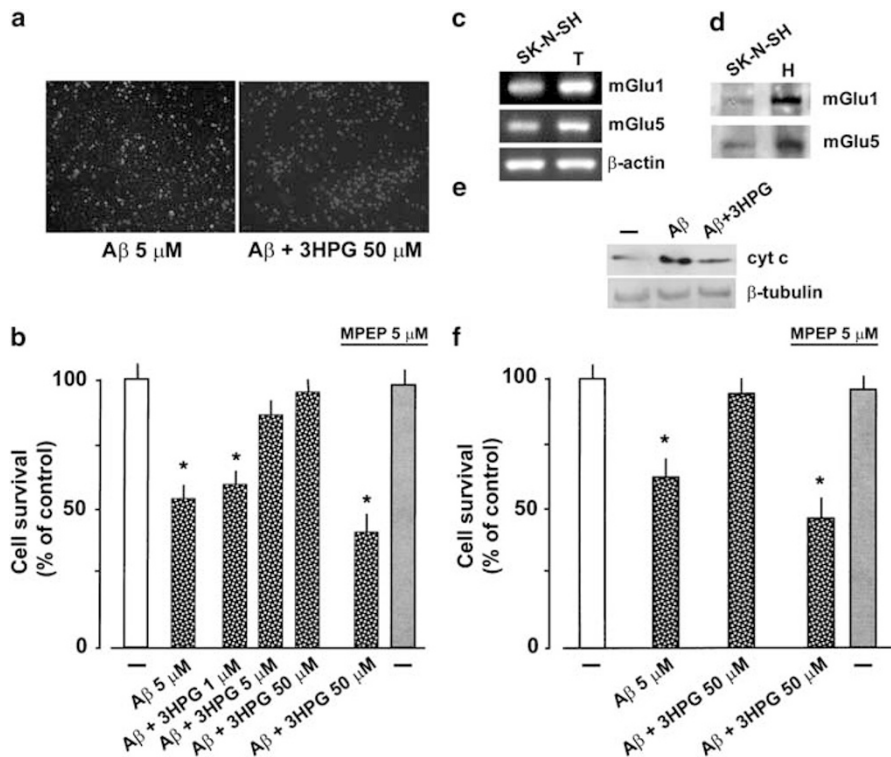 a
Aβ 5 μM
Aβ + 3HPG 50 μM
c
SK-N-SH
T
mGlu1
mGlu5
β-actin
d
SK-N-SH
H
mGlu1
mGlu5
e
—
Aβ
Aβ+3HPG
cyt c
β-tubulin
b
MPEP 5 μM
Cell survival
(% of control)
100
50
0
*
*
*
—
Aβ 5 μM
Aβ + 3HPG 1 μM
Aβ + 3HPG 5 μM
Aβ + 3HPG 50 μM
Aβ + 3HPG 50 μM
—
f
MPEP 5 μM
Cell survival
(% of control)
100
50
0
*
*
—
Aβ 5 μM
Aβ + 3HPG 50 μM
Aβ + 3HPG 50 μM
—